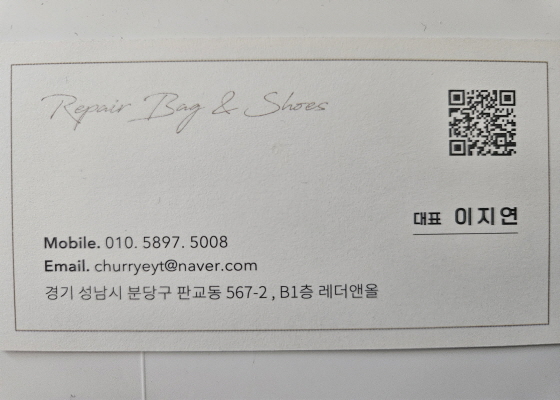 Repair Bag & Shoes
대표 이지연
Mobile. 010. 5897. 5008
Email. churryeyt@naver.com
경기 성남시 분당구 판교동 567-2 , B1층 레더앤올